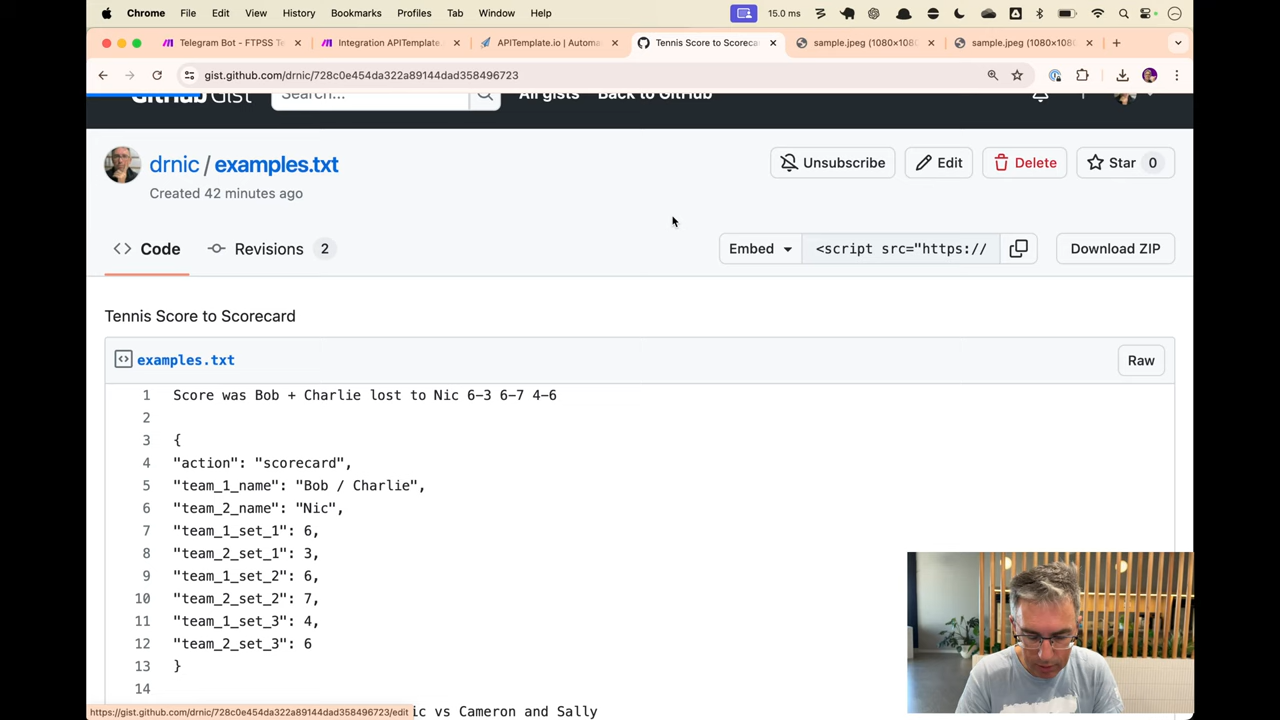 Chrome File Edit View History Bookmarks Profiles Tab Window Help 15.0 ms
Telegram Bot - FTPSS Te
Integration APITemplate.
APITemplate.io | Automa
Tennis Score to Scoreca
sample.jpeg (1080×108
sample.jpeg (1080×108
gist.github.com/drnic/728c0e454da322a89144dad358496723
GitHub Gist Search... All gists Back to GitHub
drnic / examples.txt
Unsubscribe Edit Delete Star 0
Created 42 minutes ago
Code Revisions 2 Embed <script src="https:// Download ZIP
Tennis Score to Scorecard
examples.txt Raw
1 Score was Bob + Charlie lost to Nic 6-3 6-7 4-6
2
3 {
4 "action": "scorecard",
5 "team_1_name": "Bob / Charlie",
6 "team_2_name": "Nic",
7 "team_1_set_1": 6,
8 "team_2_set_1": 3,
9 "team_1_set_2": 6,
10 "team_2_set_2": 7,
11 "team_1_set_3": 4,
12 "team_2_set_3": 6
13 }
14
https://gist.github.com/drnic/728c0e454da322a89144dad358496723/edit ic vs Cameron and Sally